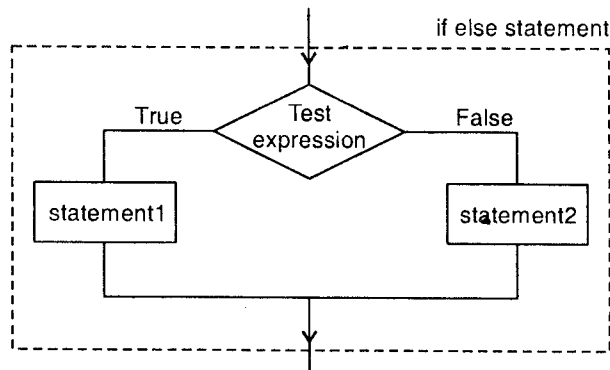 if else statement
True
Test
expression
False
statement1
statement2